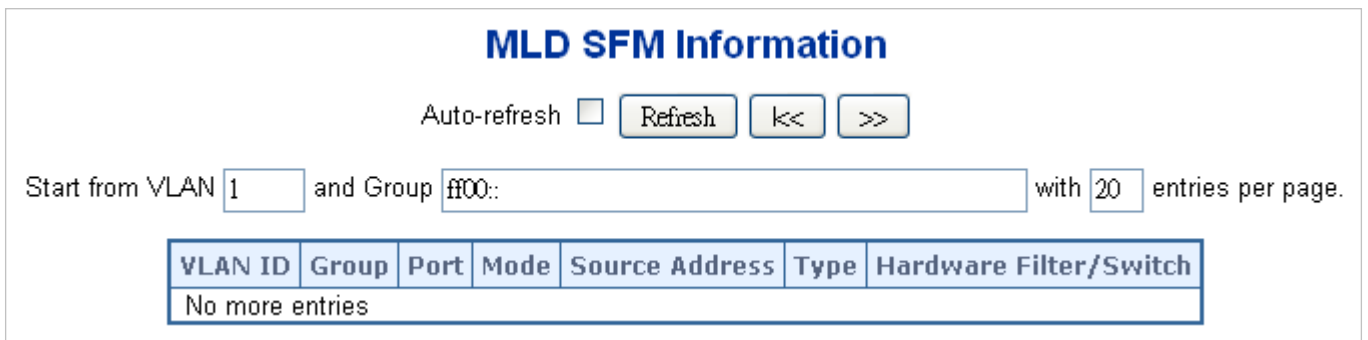 MLD SFM Information
Auto-refresh Refresh |<< >>
Start from VLAN 1 and Group ff00:: with 20 entries per page.
VLAN ID Group Port Mode Source Address Type Hardware Filter/Switch
No more entries